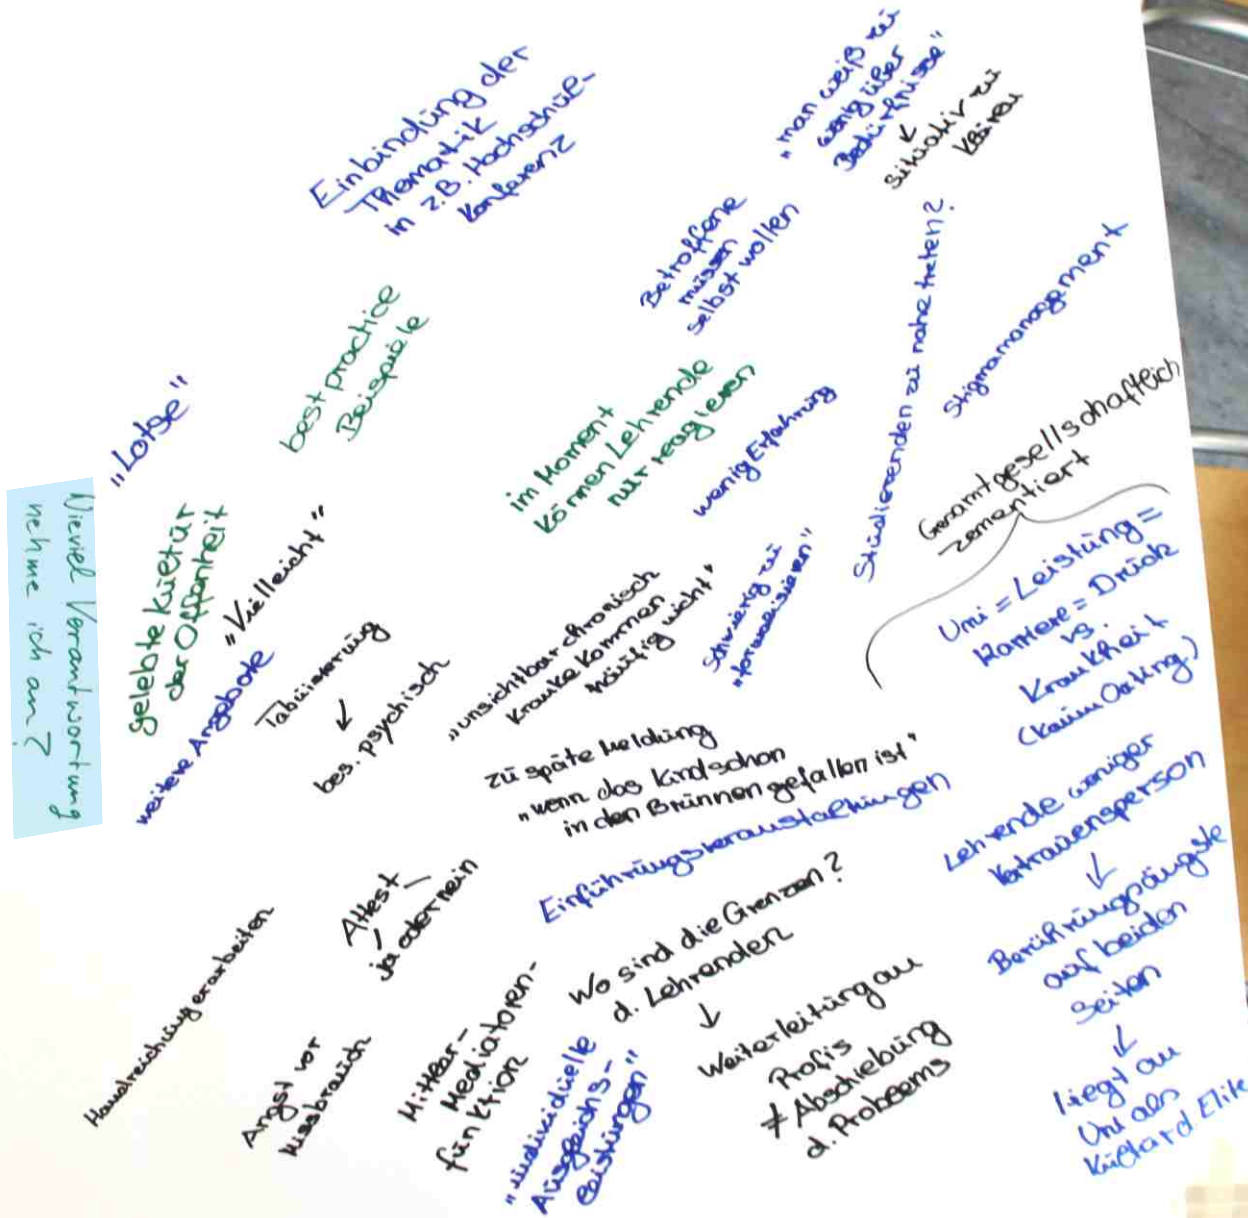 Einbindung der
Thematik
in z.B. Hochschul-
konferenz
"man weiß zu
wenig über
Bedürfnisse"
↙
situativ zu
klären
Betroffene
müssen
selbst wollen
Studierenden zu nahe treten?
Stigmamanagement
best practice
Beispiele
"Lotse"
im Moment
können Lehrende
nur reagieren
wenig Erfahrung
Gesamtgesellschaftlich
zementiert
Uni = Leistung =
Karriere = Druck
vs.
Krankheit
(kaum Outing)
Wieviel Verantwortung
nehme ich an?
gelebte Kultur
der Offenheit
"Vielleicht"
weitere Angebote
Tabuisierung
↙
bes. psychisch
"unsichtbar chronisch
Kranke kommen
häufig nicht"
Schwierig zu
"formalisieren"
zu späte Meldung
"wenn das Kind schon
in den Brunnen gefallen ist"
Einführungsveranstaltungen
Lehrende weniger
Vertrauensperson
↓
Berührungsängste
auf beiden
Seiten
↓
liegt an
Uni als
Attest
ja oder nein
Handreichung erarbeiten
Angst vor
Missbrauch
Mittler-
Mediatoren-
funktion
"individuelle
Ausgleichs-
leistungen"
Wo sind die Grenzen?
d. Lehrenden
↓
Weiterleitung an
Profis
≠ Abschiebung
d. Problems